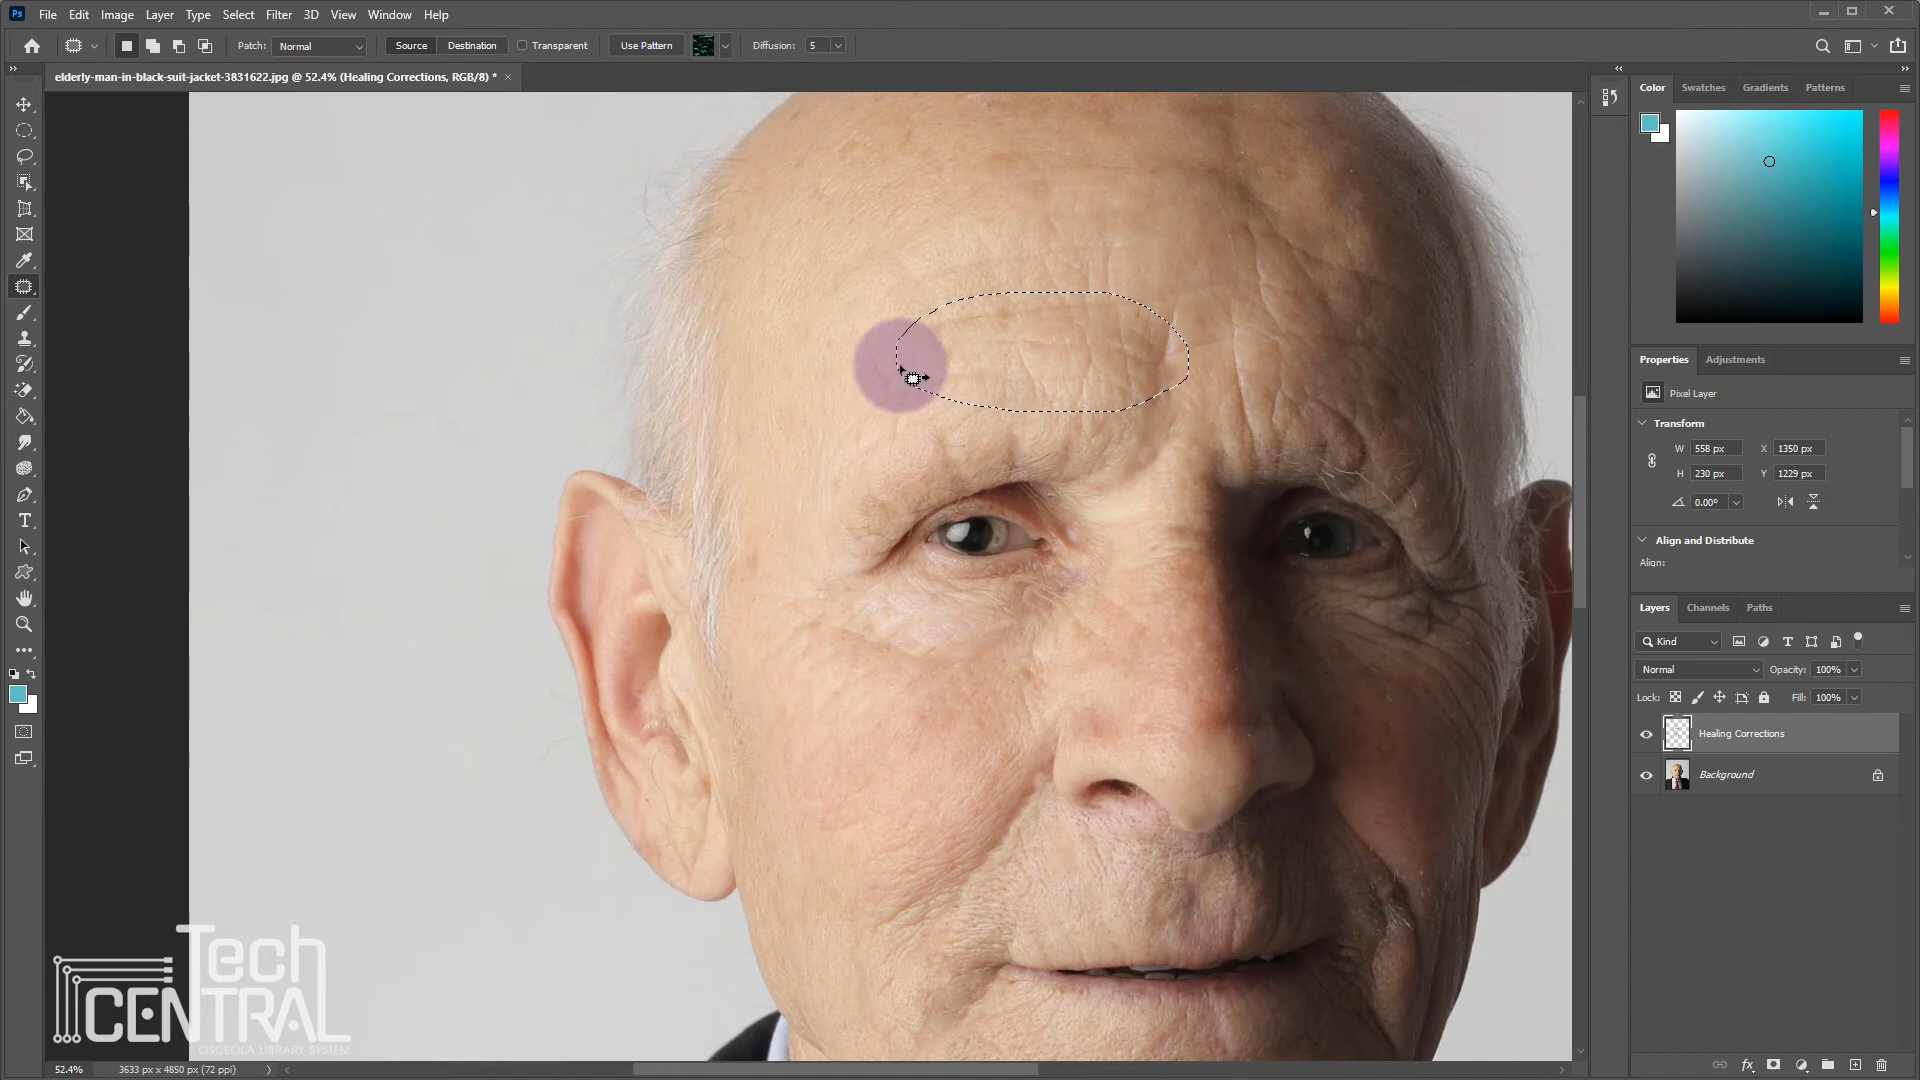 Ps File Edit Image Layer Type Select Filter 3D View Window Help
Patch: Normal Source Destination Transparent Use Pattern Diffusion: 5
elderly-man-in-black-suit-jacket-3831622.jpg @ 52.4% (Healing Corrections, RGB/8) *
Color Swatches Gradients Patterns
Properties Adjustments
Pixel Layer
Transform
W 558 px X 1350 px
H 230 px Y 1229 px
0.00°
Align and Distribute
Align:
Layers Channels Paths
Kind
Normal Opacity: 100%
Lock: Fill: 100%
Healing Corrections
Background
Tech
CENTRAL
OSCEOLA LIBRARY SYSTEM
52.4% 3633 px x 4850 px (72 ppi)